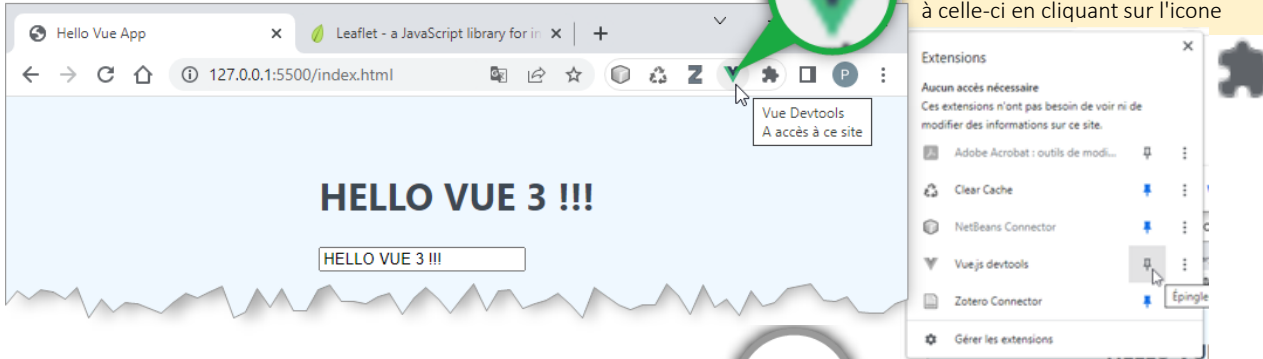 à celle-ci en cliquant sur l'icone
Hello Vue App
Leaflet - a JavaScript library for in
127.0.0.1:5500/index.html
Z
P
Vue Devtools
A accès à ce site
HELLO VUE 3 !!!
HELLO VUE 3 !!!
Extensions
Aucun accès nécessaire
Ces extensions n'ont pas besoin de voir ni de
modifier des informations sur ce site.
Adobe Acrobat : outils de modi...
Clear Cache
NetBeans Connector
Vue.js devtools
Zotero Connector
Épingle
Gérer les extensions